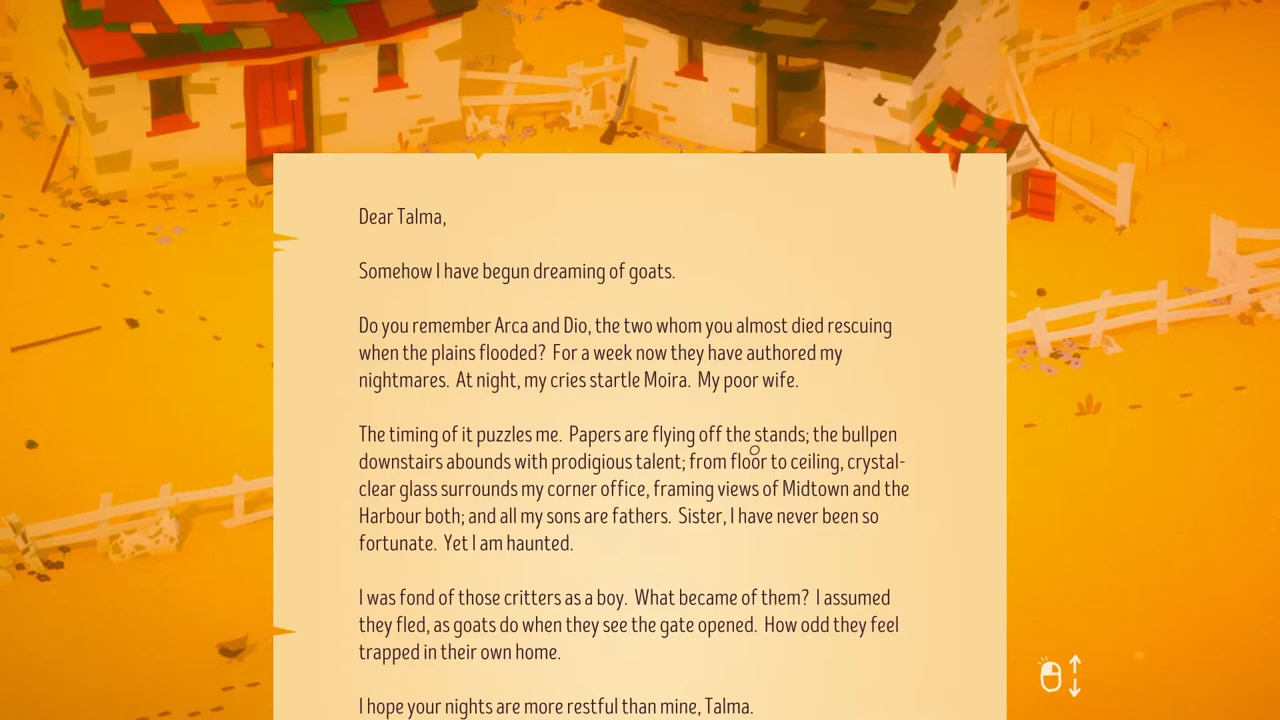 Dear Talma,
Somehow I have begun dreaming of goats.
Do you remember Arca and Dio, the two whom you almost died rescuing
when the plains flooded?  For a week now they have authored my
nightmares.  At night, my cries startle Moira.  My poor wife.
The timing of it puzzles me.  Papers are flying off the stands; the bullpen
downstairs abounds with prodigious talent; from floor to ceiling, crystal-
clear glass surrounds my corner office, framing views of Midtown and the
Harbour both; and all my sons are fathers.  Sister, I have never been so
fortunate.  Yet I am haunted.
I was fond of those critters as a boy.  What became of them?  I assumed
they fled, as goats do when they see the gate opened.  How odd they feel
trapped in their own home.
I hope your nights are more restful than mine, Talma.